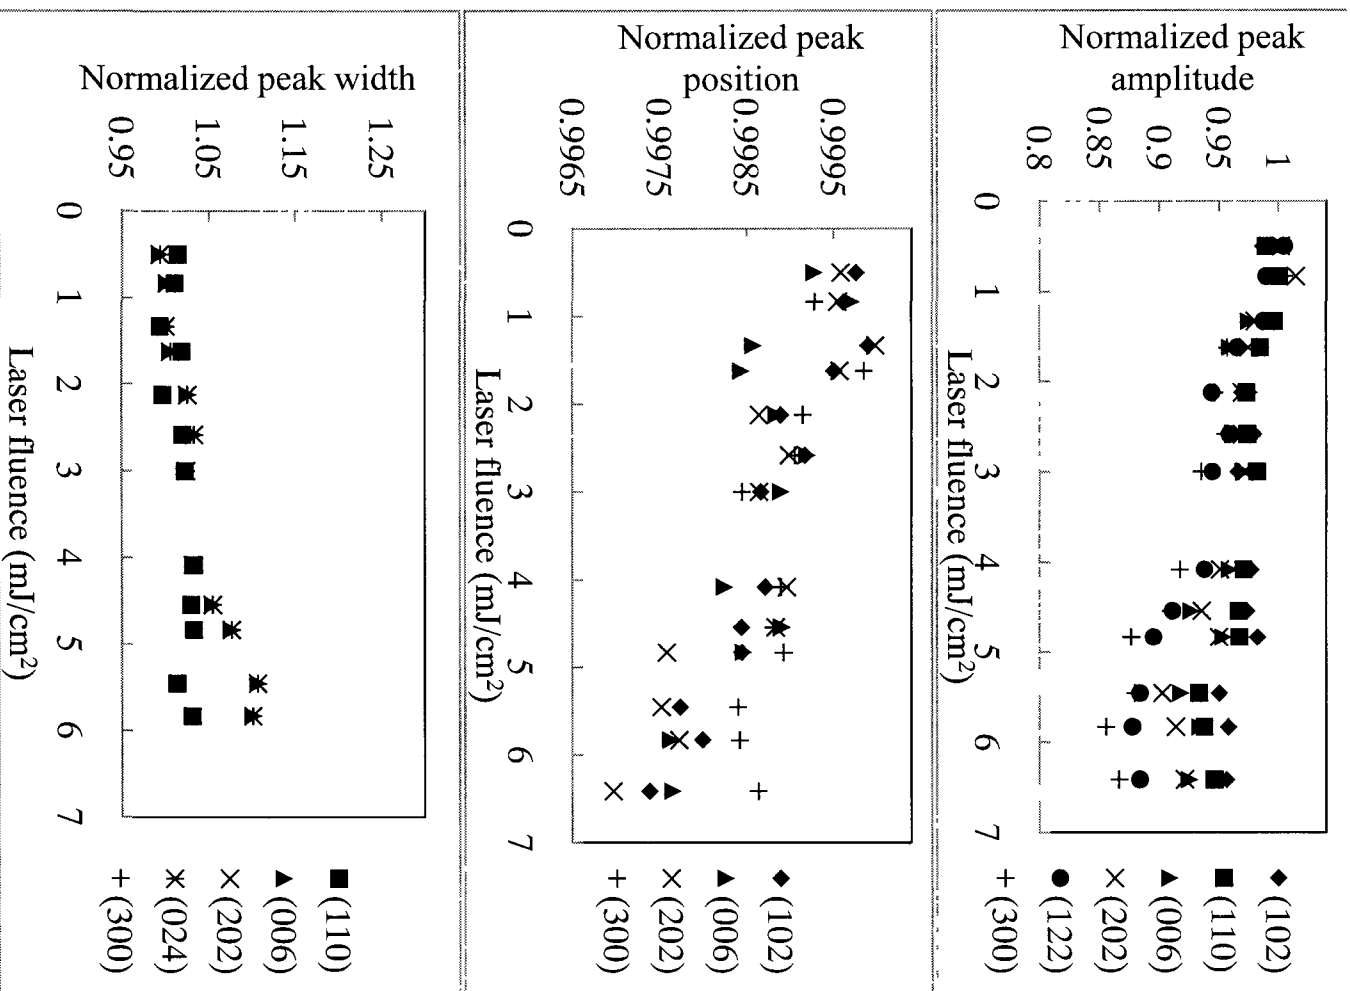 Normalized peak
amplitude
1
0.95
0.9
0.85
0.8
0 1 2 3 4 5 6 7
Laser fluence (mJ/cm2)
(102)
(110)
(006)
(202)
(122)
(300)
Normalized peak
position
0.9995
0.9985
0.9975
0.9965
0 1 2 3 4 5 6 7
Laser fluence (mJ/cm2)
(102)
(006)
(202)
(300)
Normalized peak width
1.25
1.15
1.05
0.95
0 1 2 3 4 5 6 7
Laser fluence (mJ/cm2)
(110)
(006)
(202)
(024)
(300)